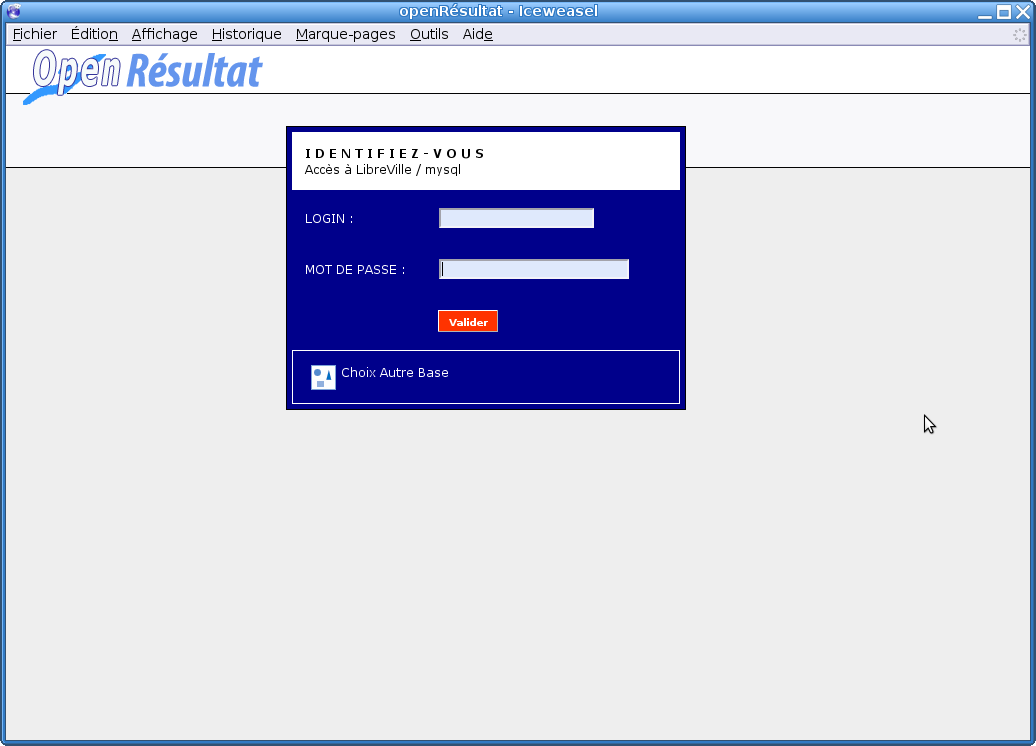 openRésultat - Iceweasel
Fichier Édition Affichage Historique Marque-pages Outils Aide
Open Résultat
IDENTIFIEZ-VOUS
Accès à LibreVille / mysql
LOGIN :
MOT DE PASSE :
Valider
Choix Autre Base